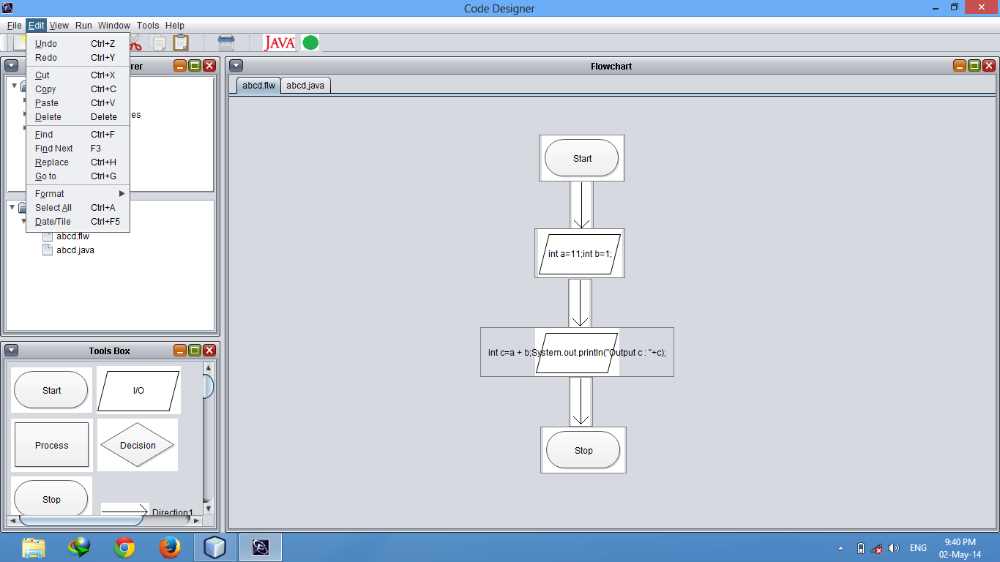 Code Designer
File Edit View Run Window Tools Help
JAVA
Undo Ctrl+Z
Redo Ctrl+Y
Cut Ctrl+X
Copy Ctrl+C
Paste Ctrl+V
Delete Delete
Find Ctrl+F
Find Next F3
Replace Ctrl+H
Go to Ctrl+G
Format
Select All Ctrl+A
Date/Tile Ctrl+F5
rer
es
abcd.flw
abcd.java
Tools Box
Start
I/O
Process
Decision
Stop
Direction1
Flowchart
abcd.flw abcd.java
Start
int a=11;int b=1;
int c=a + b;System.out.println("Output c : "+c);
Stop
ENG
9:40 PM
02-May-14